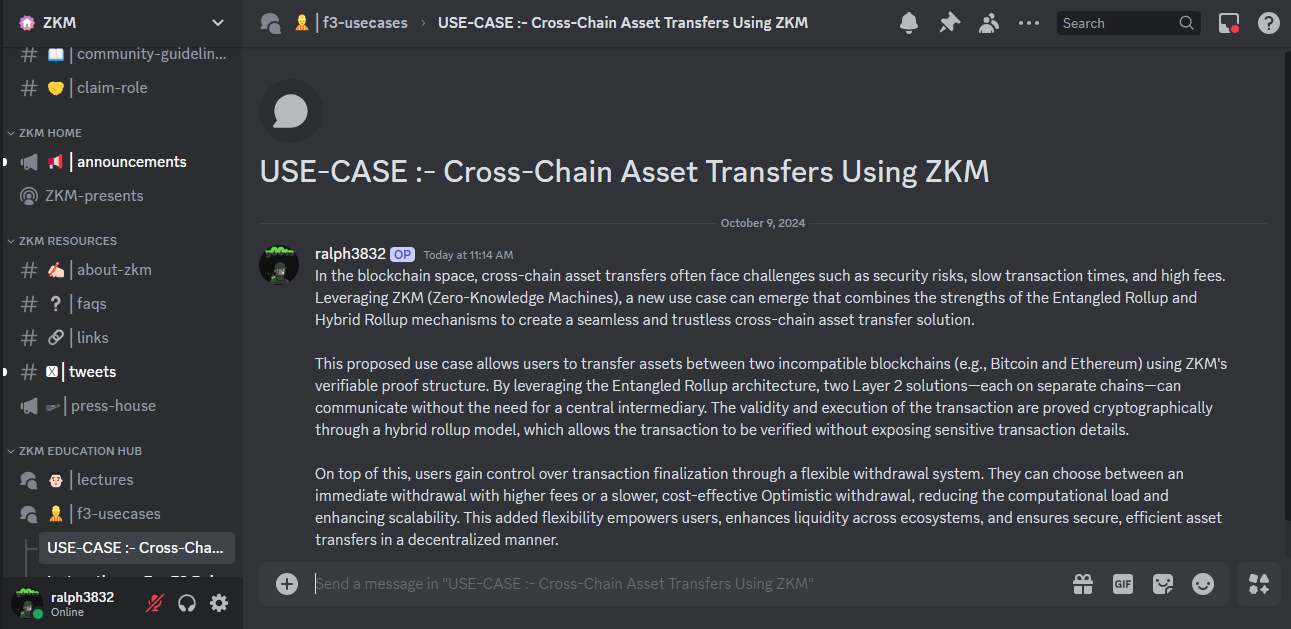 ZKM
| f3-usecases › USE-CASE :- Cross-Chain Asset Transfers Using ZKM
Search
| community-guidelin...
| claim-role
ZKM HOME
| announcements
ZKM-presents
ZKM RESOURCES
| about-zkm
? | faqs
| links
X | tweets
| press-house
ZKM EDUCATION HUB
| lectures
| f3-usecases
USE-CASE :- Cross-Cha...
ralph3832
Online
USE-CASE :- Cross-Chain Asset Transfers Using ZKM
October 9, 2024
ralph3832 OP Today at 11:14 AM
In the blockchain space, cross-chain asset transfers often face challenges such as security risks, slow transaction times, and high fees.
Leveraging ZKM (Zero-Knowledge Machines), a new use case can emerge that combines the strengths of the Entangled Rollup and
Hybrid Rollup mechanisms to create a seamless and trustless cross-chain asset transfer solution.
This proposed use case allows users to transfer assets between two incompatible blockchains (e.g., Bitcoin and Ethereum) using ZKM's
verifiable proof structure. By leveraging the Entangled Rollup architecture, two Layer 2 solutions—each on separate chains—can
communicate without the need for a central intermediary. The validity and execution of the transaction are proved cryptographically
through a hybrid rollup model, which allows the transaction to be verified without exposing sensitive transaction details.
On top of this, users gain control over transaction finalization through a flexible withdrawal system. They can choose between an
immediate withdrawal with higher fees or a slower, cost-effective Optimistic withdrawal, reducing the computational load and
enhancing scalability. This added flexibility empowers users, enhances liquidity across ecosystems, and ensures secure, efficient asset
transfers in a decentralized manner.
Send a message in "USE-CASE :- Cross-Chain Asset Transfers Using ZKM"
GIF